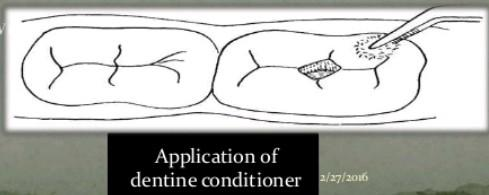 Application of
dentine conditioner
2/27/2016